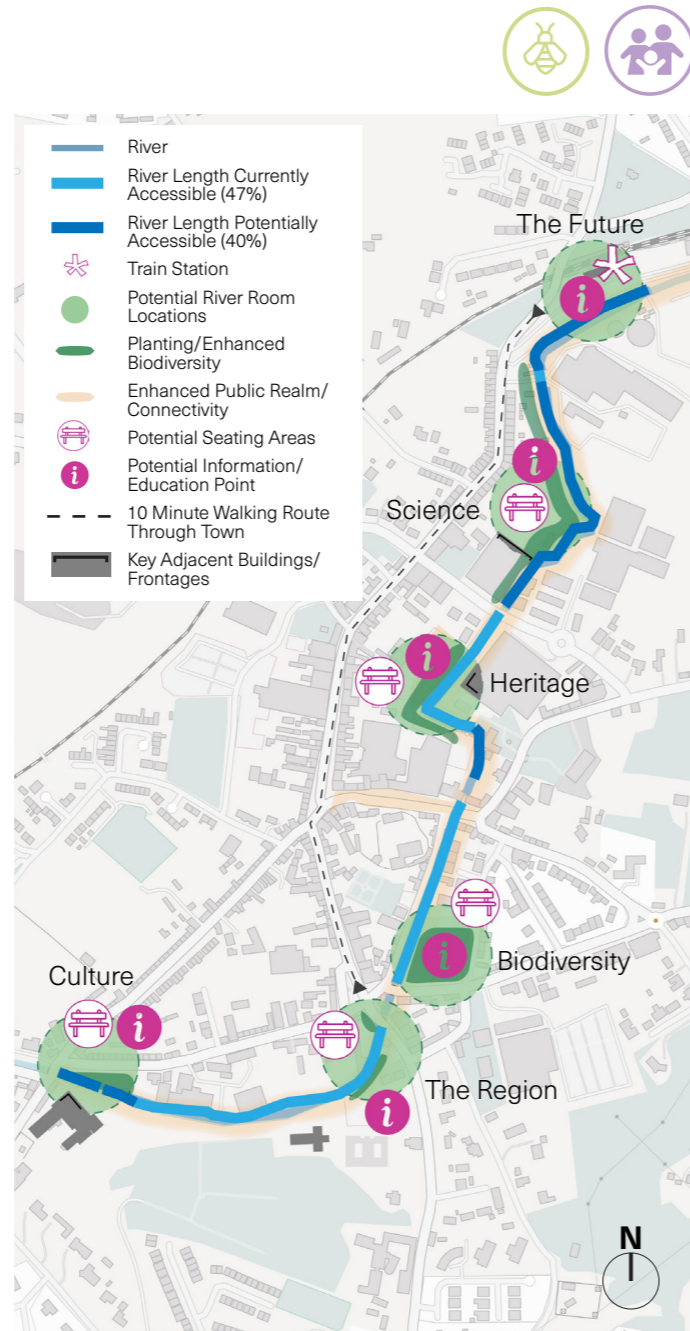 River
River Length Currently
Accessible (47%)
River Length Potentially
Accessible (40%)
Train Station
Potential River Room
Locations
Planting/Enhanced
Biodiversity
Enhanced Public Realm/
Connectivity
Potential Seating Areas
i
Potential Information/
Education Point
10 Minute Walking Route
Through Town
Key Adjacent Buildings/
Frontages
The Future
i
i
Science
i
Heritage
i
Biodiversity
Culture
i
The Region
i
N